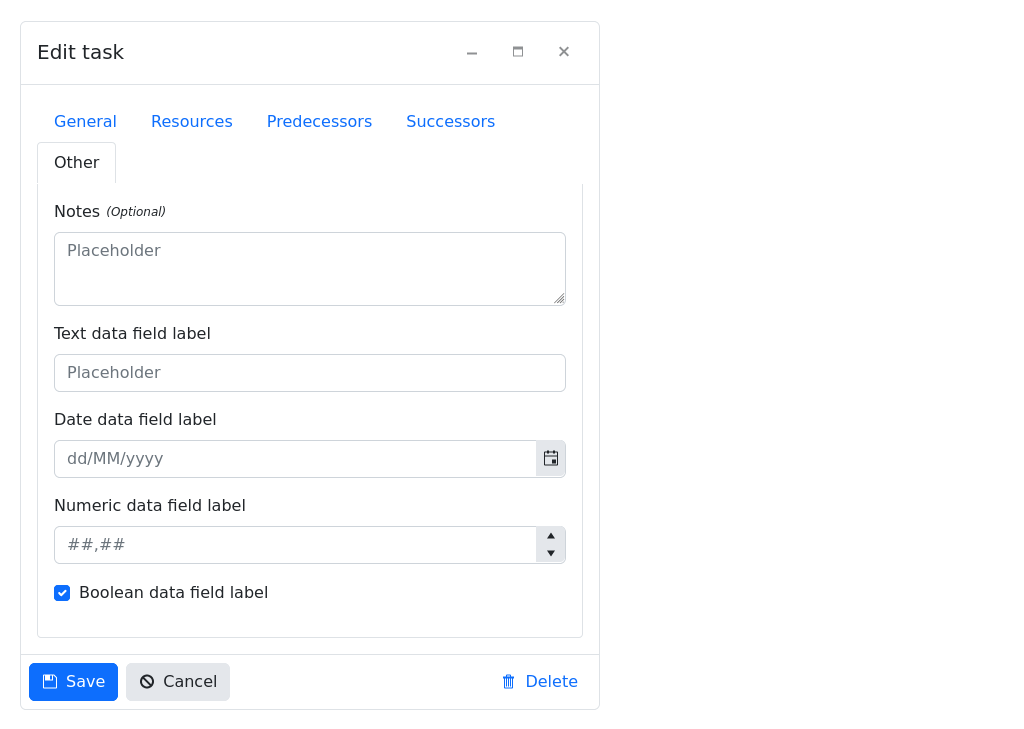 Edit task
General Resources Predecessors Successors
Other
Notes (Optional)
Placeholder
Text data field label
Placeholder
Date data field label
dd/MM/yyyy
Numeric data field label
##,##
Boolean data field label
Save Cancel Delete